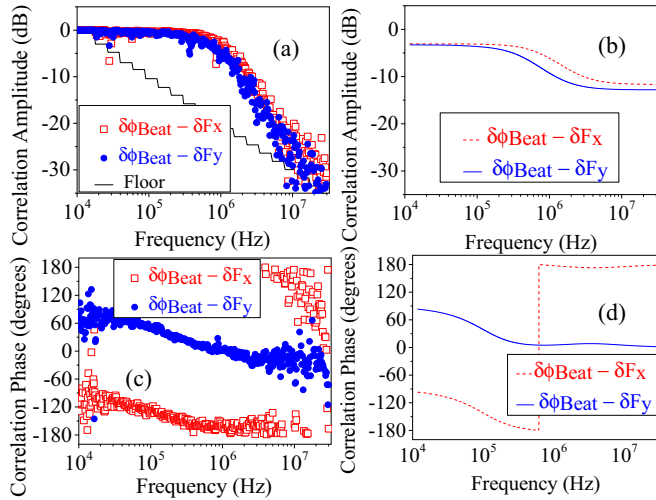 Correlation Amplitude (dB)
0
-10
-20
-30
(a)
δϕBeat – δFx
δϕBeat – δFy
Floor
10^4 10^5 10^6 10^7
Frequency (Hz)
Correlation Amplitude (dB)
0
-10
-20
-30
(b)
δϕBeat – δFx
δϕBeat – δFy
10^4 10^5 10^6 10^7
Frequency (Hz)
Correlation Phase (degrees)
180
120
60
0
-60
-120
-180
δϕBeat – δFx
δϕBeat – δFy
(c)
10^4 10^5 10^6 10^7
Frequency (Hz)
Correlation Phase (degrees)
180
120
60
0
-60
-120
-180
(d)
δϕBeat – δFx
δϕBeat – δFy
10^4 10^5 10^6 10^7
Frequency (Hz)